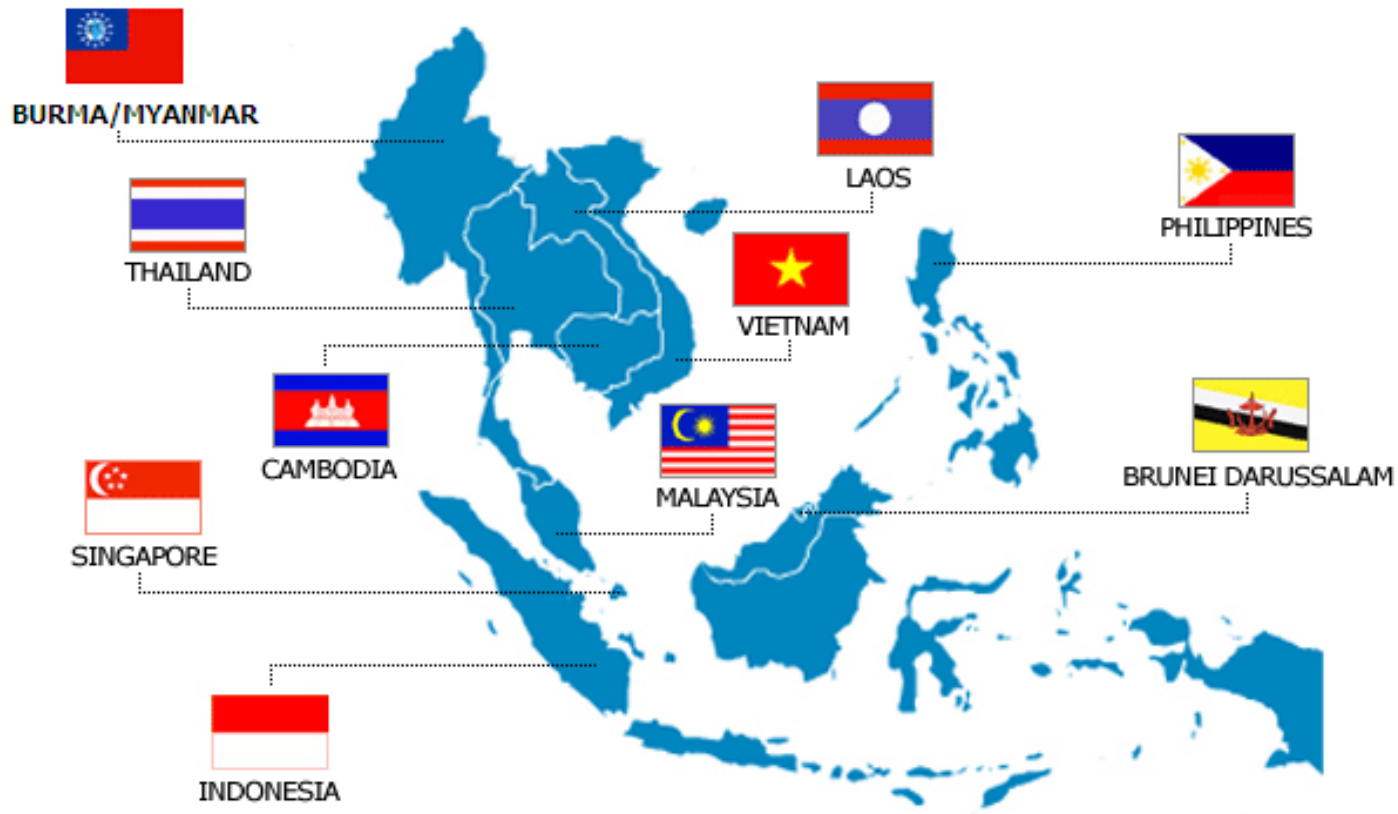 BURMA/MYANMAR
LAOS
PHILIPPINES
THAILAND
VIETNAM
CAMBODIA
MALAYSIA
BRUNEI DARUSSALAM
SINGAPORE
INDONESIA